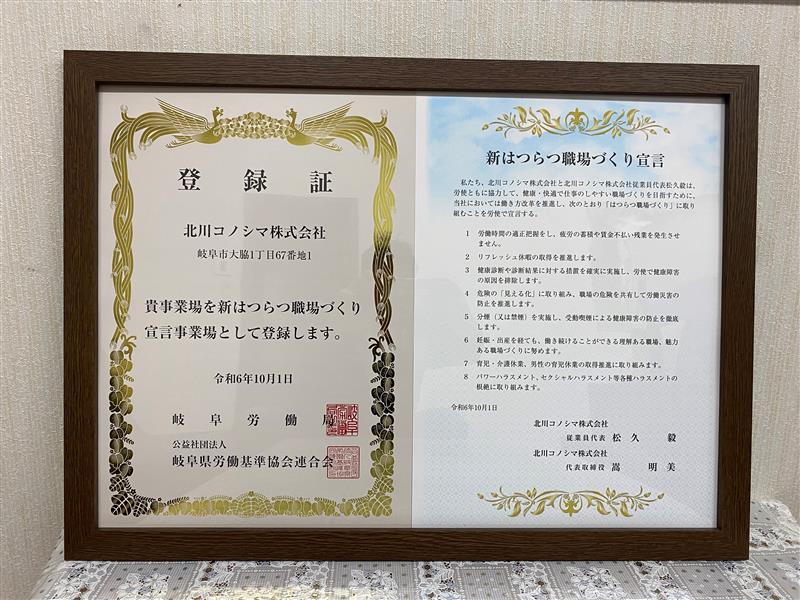 登録証
北川コノシマ株式会社
岐阜市大脇1丁目67番地1
貴事業場を新はつらつ職場づくり
宣言事業場として登録します。
令和6年10月1日
岐阜労働局
公益社団法人
岐阜県労働基準協会連合会
新はつらつ職場づくり宣言
私たち、北川コノシマ株式会社と北川コノシマ株式会社従業員代表松久毅は、
労使ともに協力して、健康・快適で仕事のしやすい職場づくりを目指すために、
当社においては働き方改革を推進し、次のとおり「はつらつ職場づくり」に取り
組むことを労使で宣言する。
1 労働時間の適正把握をし、疲労の蓄積や賃金不払い残業を発生させ
ません。
2 リフレッシュ休暇の取得を推進します。
3 健康診断や診断結果に対する措置を確実に実施し、労使で健康障害
の原因を排除します。
4 危険の「見える化」に取り組み、職場の危険を共有して労働災害の
防止を推進します。
5 分煙（又は禁煙）を実施し、受動喫煙による健康障害の防止を徹底
します。
6 妊娠・出産を経ても、働き続けることができる理解ある職場、魅力
ある職場づくりに努めます。
7 育児・介護休業、男性の育児休業の取得推進に取り組みます。
8 パワーハラスメント、セクシャルハラスメント等各種ハラスメントの
根絶に取り組みます。
令和6年10月1日
北川コノシマ株式会社
従業員代表 松久 毅
北川コノシマ株式会社
代表取締役 嵩 明美